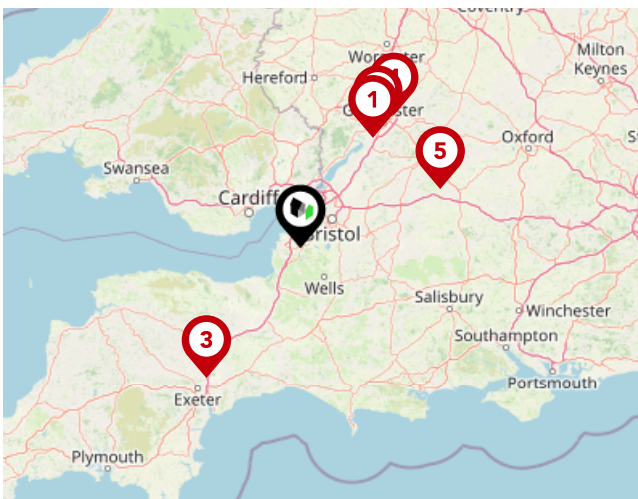 Coventry
Worcester
Milton
Keynes
Hereford
4
1
Gloucester
Oxford
5
Swansea
Cardiff
Bristol
Wells
Salisbury
Winchester
Southampton
3
Portsmouth
Exeter
Plymouth